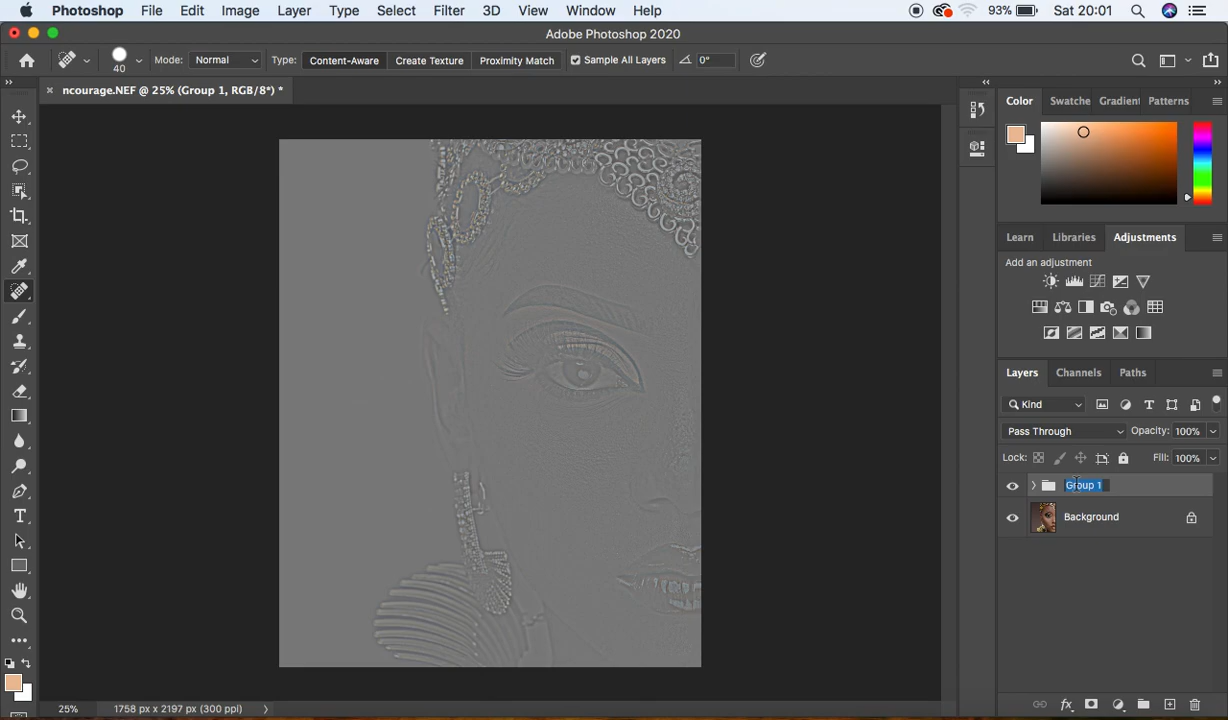 Photoshop File Edit Image Layer Type Select Filter 3D View Window Help 93% Sat 20:01
Adobe Photoshop 2020
40 Mode: Normal Type: Content-Aware Create Texture Proximity Match Sample All Layers 0°
ncourage.NEF @ 25% (Group 1, RGB/8*) *
Color Swatche Gradient Patterns
Learn Libraries Adjustments
Add an adjustment
Layers Channels Paths
Kind
Pass Through Opacity: 100%
Lock: Fill: 100%
Group 1
Background
25% 1758 px x 2197 px (300 ppi)